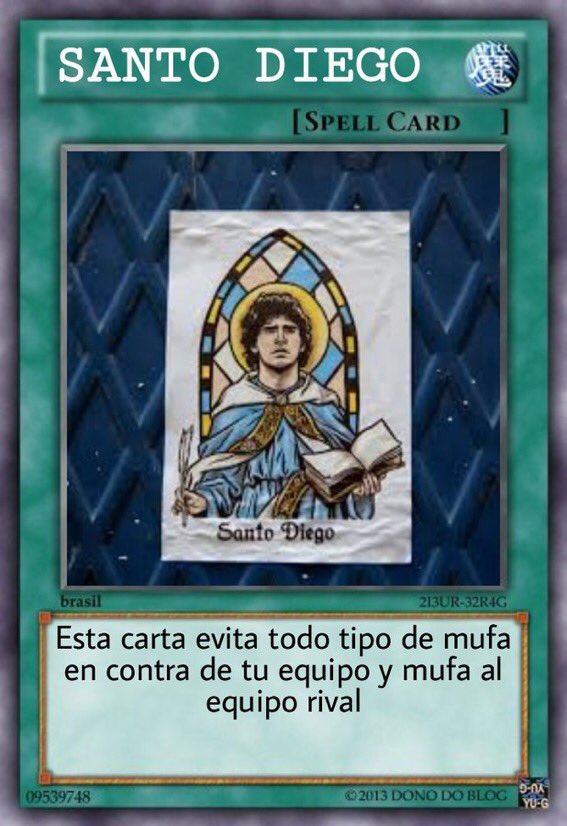 SANTO DIEGO
[SPELL CARD ]
Santo Diego
brasil
213UR-32R4G
Esta carta evita todo tipo de mufa
en contra de tu equipo y mufa al
equipo rival
09539748
©2013 DONO DO BLOG
YU-G